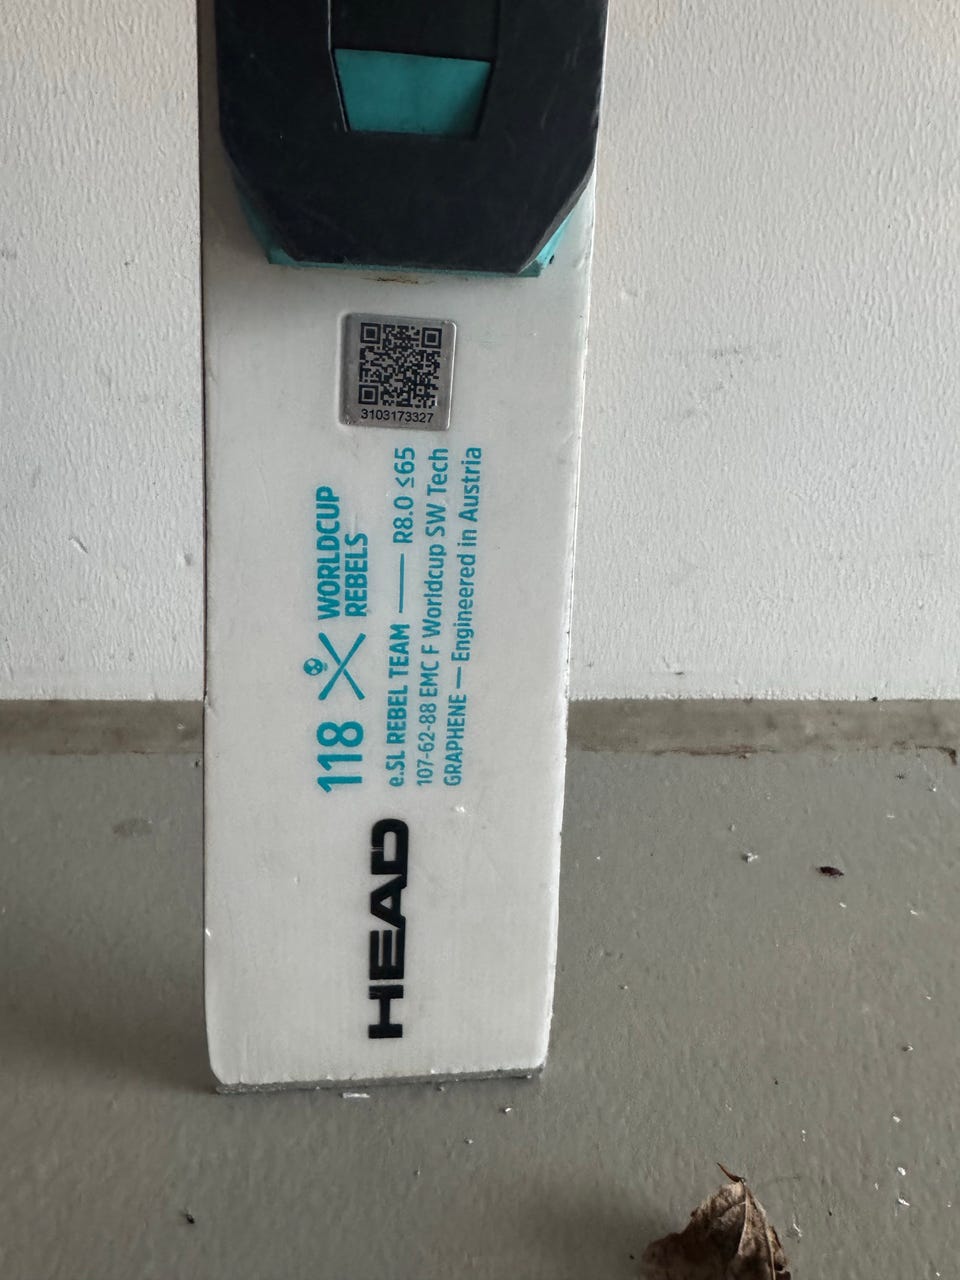 3103173327
118 WORLDCUP
REBELS
e.SL REBEL TEAM — R8.0 ≤65
107-62-88 EMC F Worldcup SW Tech
GRAPHENE — Engineered in Austria
HEAD